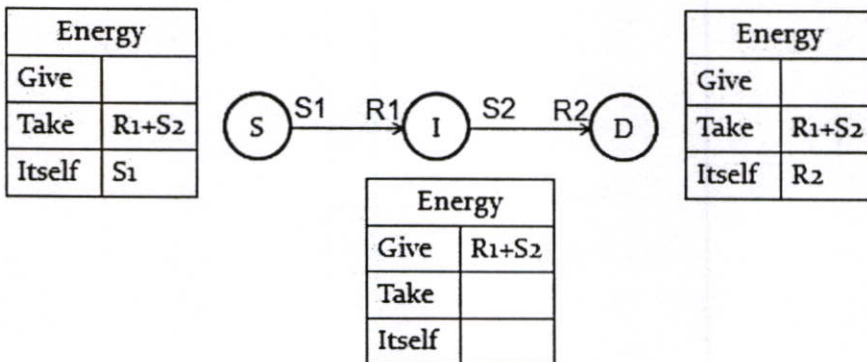 Energy
Give
Take R1+S2
Itself S1
S S1 R1 I S2 R2 D
Energy
Give
Take R1+S2
Itself R2
Energy
Give R1+S2
Take
Itself